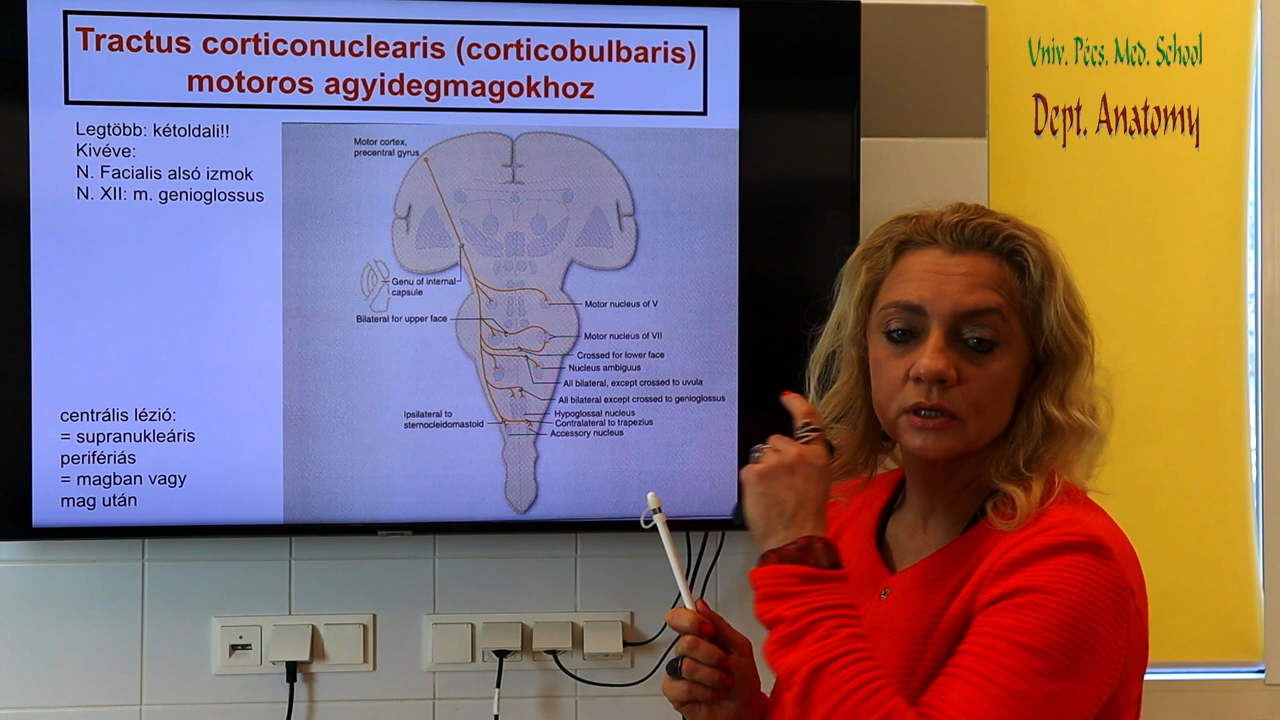 Tractus corticonuclearis (corticobulbaris)
motoros agyidegmagokhoz
Legtöbb: kétoldali!!
Kivéve:
N. Facialis alsó izmok
N. XII: m. genioglossus
centrális lézió:
= supranukleáris
perifériás
= magban vagy
mag után
Motor cortex,
precentral gyrus
Genu of internal
capsule
Bilateral for upper face
Ipsilateral to
sternocleidomastoid
Motor nucleus of V
Motor nucleus of VII
Crossed for lower face
Nucleus ambiguus
All bilateral, except crossed to uvula
All bilateral except crossed to genioglossus
Hypoglossal nucleus
Contralateral to trapezius
Accessory nucleus
Univ. Pécs. Med. School
Dept. Anatomy